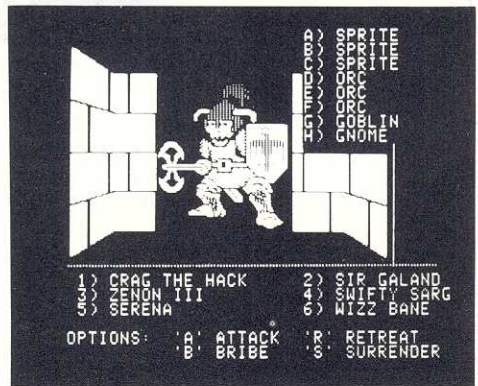 A) SPRITE
B) SPRITE
C) SPRITE
D) ORC
E) ORC
F) ORC
G) GOBLIN
H) GNOME
1) CRAG THE HACK 2) SIR GALAND
3) ZENON III 4) SWIFTY SARG
5) SERENA 6) WIZZ BANE
OPTIONS: 'A' ATTACK 'R' RETREAT
'B' BRIBE 'S' SURRENDER